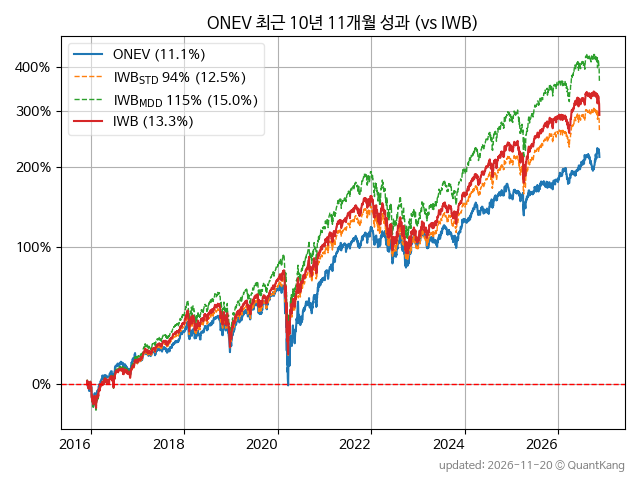 ONEV 최근 10년 11개월 성과 (vs IWB)
ONEV (11.1%)
IWB_STD 94% (12.5%)
IWB_MDD 115% (15.0%)
IWB (13.3%)
400%
300%
200%
100%
0%
2016 2018 2020 2022 2024 2026
updated: 2026-11-20 © QuantKang